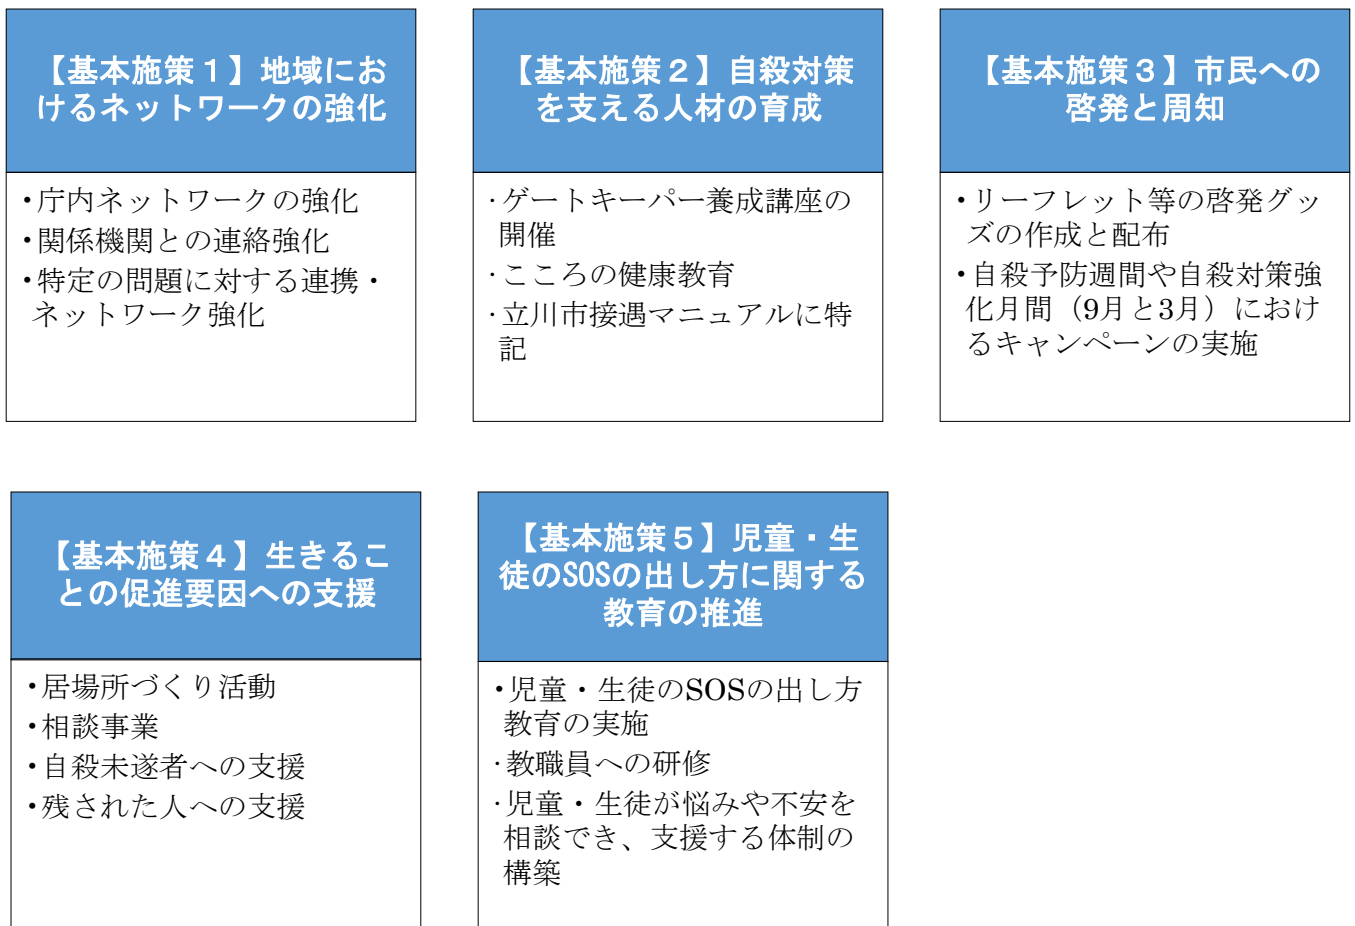 【基本施策１】地域にお
けるネットワークの強化
・庁内ネットワークの強化
・関係機関との連絡強化
・特定の問題に対する連携・
ネットワーク強化
【基本施策２】自殺対策
を支える人材の育成
・ゲートキーパー養成講座の
開催
・こころの健康教育
・立川市接遇マニュアルに特
記
【基本施策３】市民への
啓発と周知
・リーフレット等の啓発グッ
ズの作成と配布
・自殺予防週間や自殺対策強
化月間（9月と3月）におけ
るキャンペーンの実施
【基本施策４】生きるこ
との促進要因への支援
・居場所づくり活動
・相談事業
・自殺未遂者への支援
・残された人への支援
【基本施策５】児童・生
徒のSOSの出し方に関する
教育の推進
・児童・生徒のSOSの出し方
教育の実施
・教職員への研修
・児童・生徒が悩みや不安を
相談でき、支援する体制の
構築